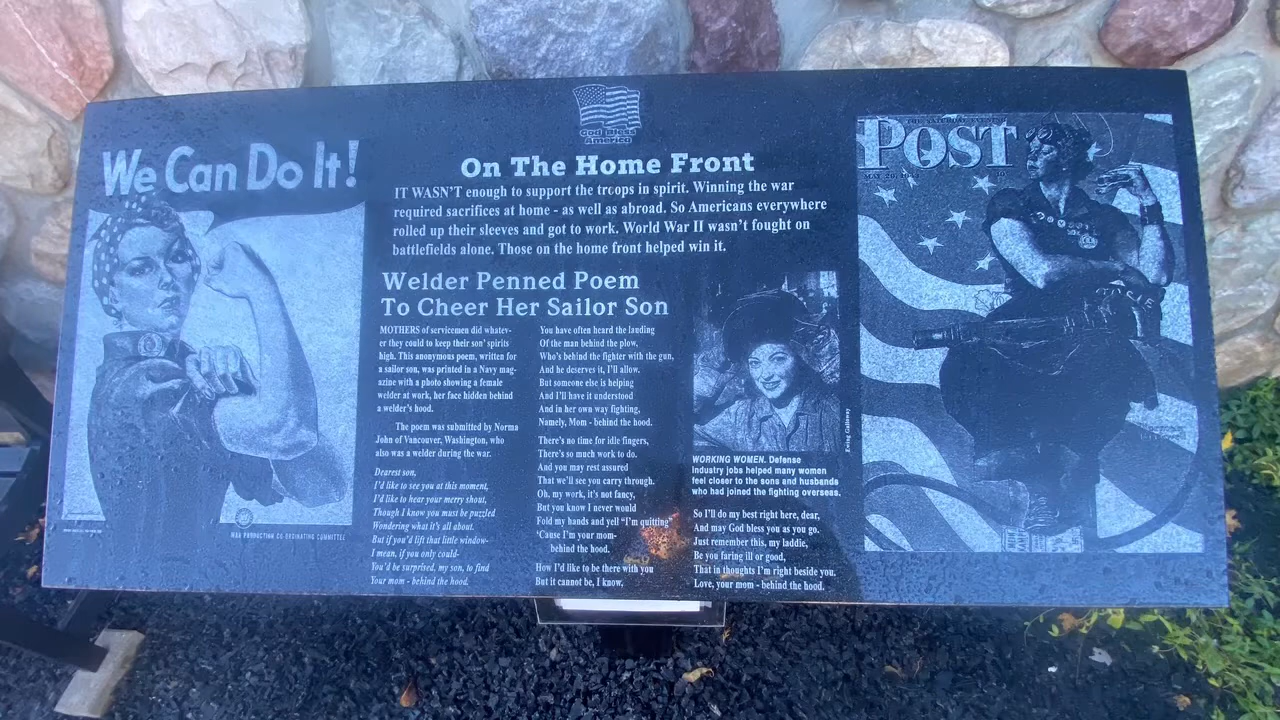 God Bless
America
We Can Do It!
On The Home Front
IT WASN'T enough to support the troops in spirit. Winning the war
required sacrifices at home - as well as abroad. So Americans everywhere
rolled up their sleeves and got to work. World War II wasn't fought on
battlefields alone. Those on the home front helped win it.
Welder Penned Poem
To Cheer Her Sailor Son
MOTHERS of servicemen did whatev-
er they could to keep their son' spirits
high. This anonymous poem, written for
a sailor son, was printed in a Navy mag-
azine with a photo showing a female
welder at work, her face hidden behind
a welder's hood.
The poem was submitted by Norma
John of Vancouver, Washington, who
also was a welder during the war.
Dearest son,
I'd like to see you at this moment,
I'd like to hear your merry shout,
Though I know you must be puzzled
Wondering what it's all about.
But if you'd lift that little window-
I mean, if you only could-
You'd be surprised, my son, to find
Your mom - behind the hood.
WAR PRODUCTION CO-ORDINATING COMMITTEE
You have often heard the lauding
Of the man behind the plow,
Who's behind the fighter with the gun,
And he deserves it, I'll allow.
But someone else is helping
And I'll have it understood
And in her own way fighting,
Namely, Mom - behind the hood.
There's no time for idle fingers,
There's so much work to do.
And you may rest assured
That we'll see you carry through.
Oh, my work, it's not fancy,
But you know I never would
Fold my hands and yell "I'm quitting"
'Cause I'm your mom-
behind the hood.
How I'd like to be there with you
But it cannot be, I know,
Ewing Galloway
WORKING WOMEN. Defense
industry jobs helped many women
feel closer to the sons and husbands
who had joined the fighting overseas.
So I'll do my best right here, dear,
And may God bless you as you go.
Just remember this, my laddie,
Be you faring ill or good,
That in thoughts I'm right beside you.
Love, your mom - behind the hood.
THE SATURDAY EVENING
POST
MAY 29, 1943
10¢